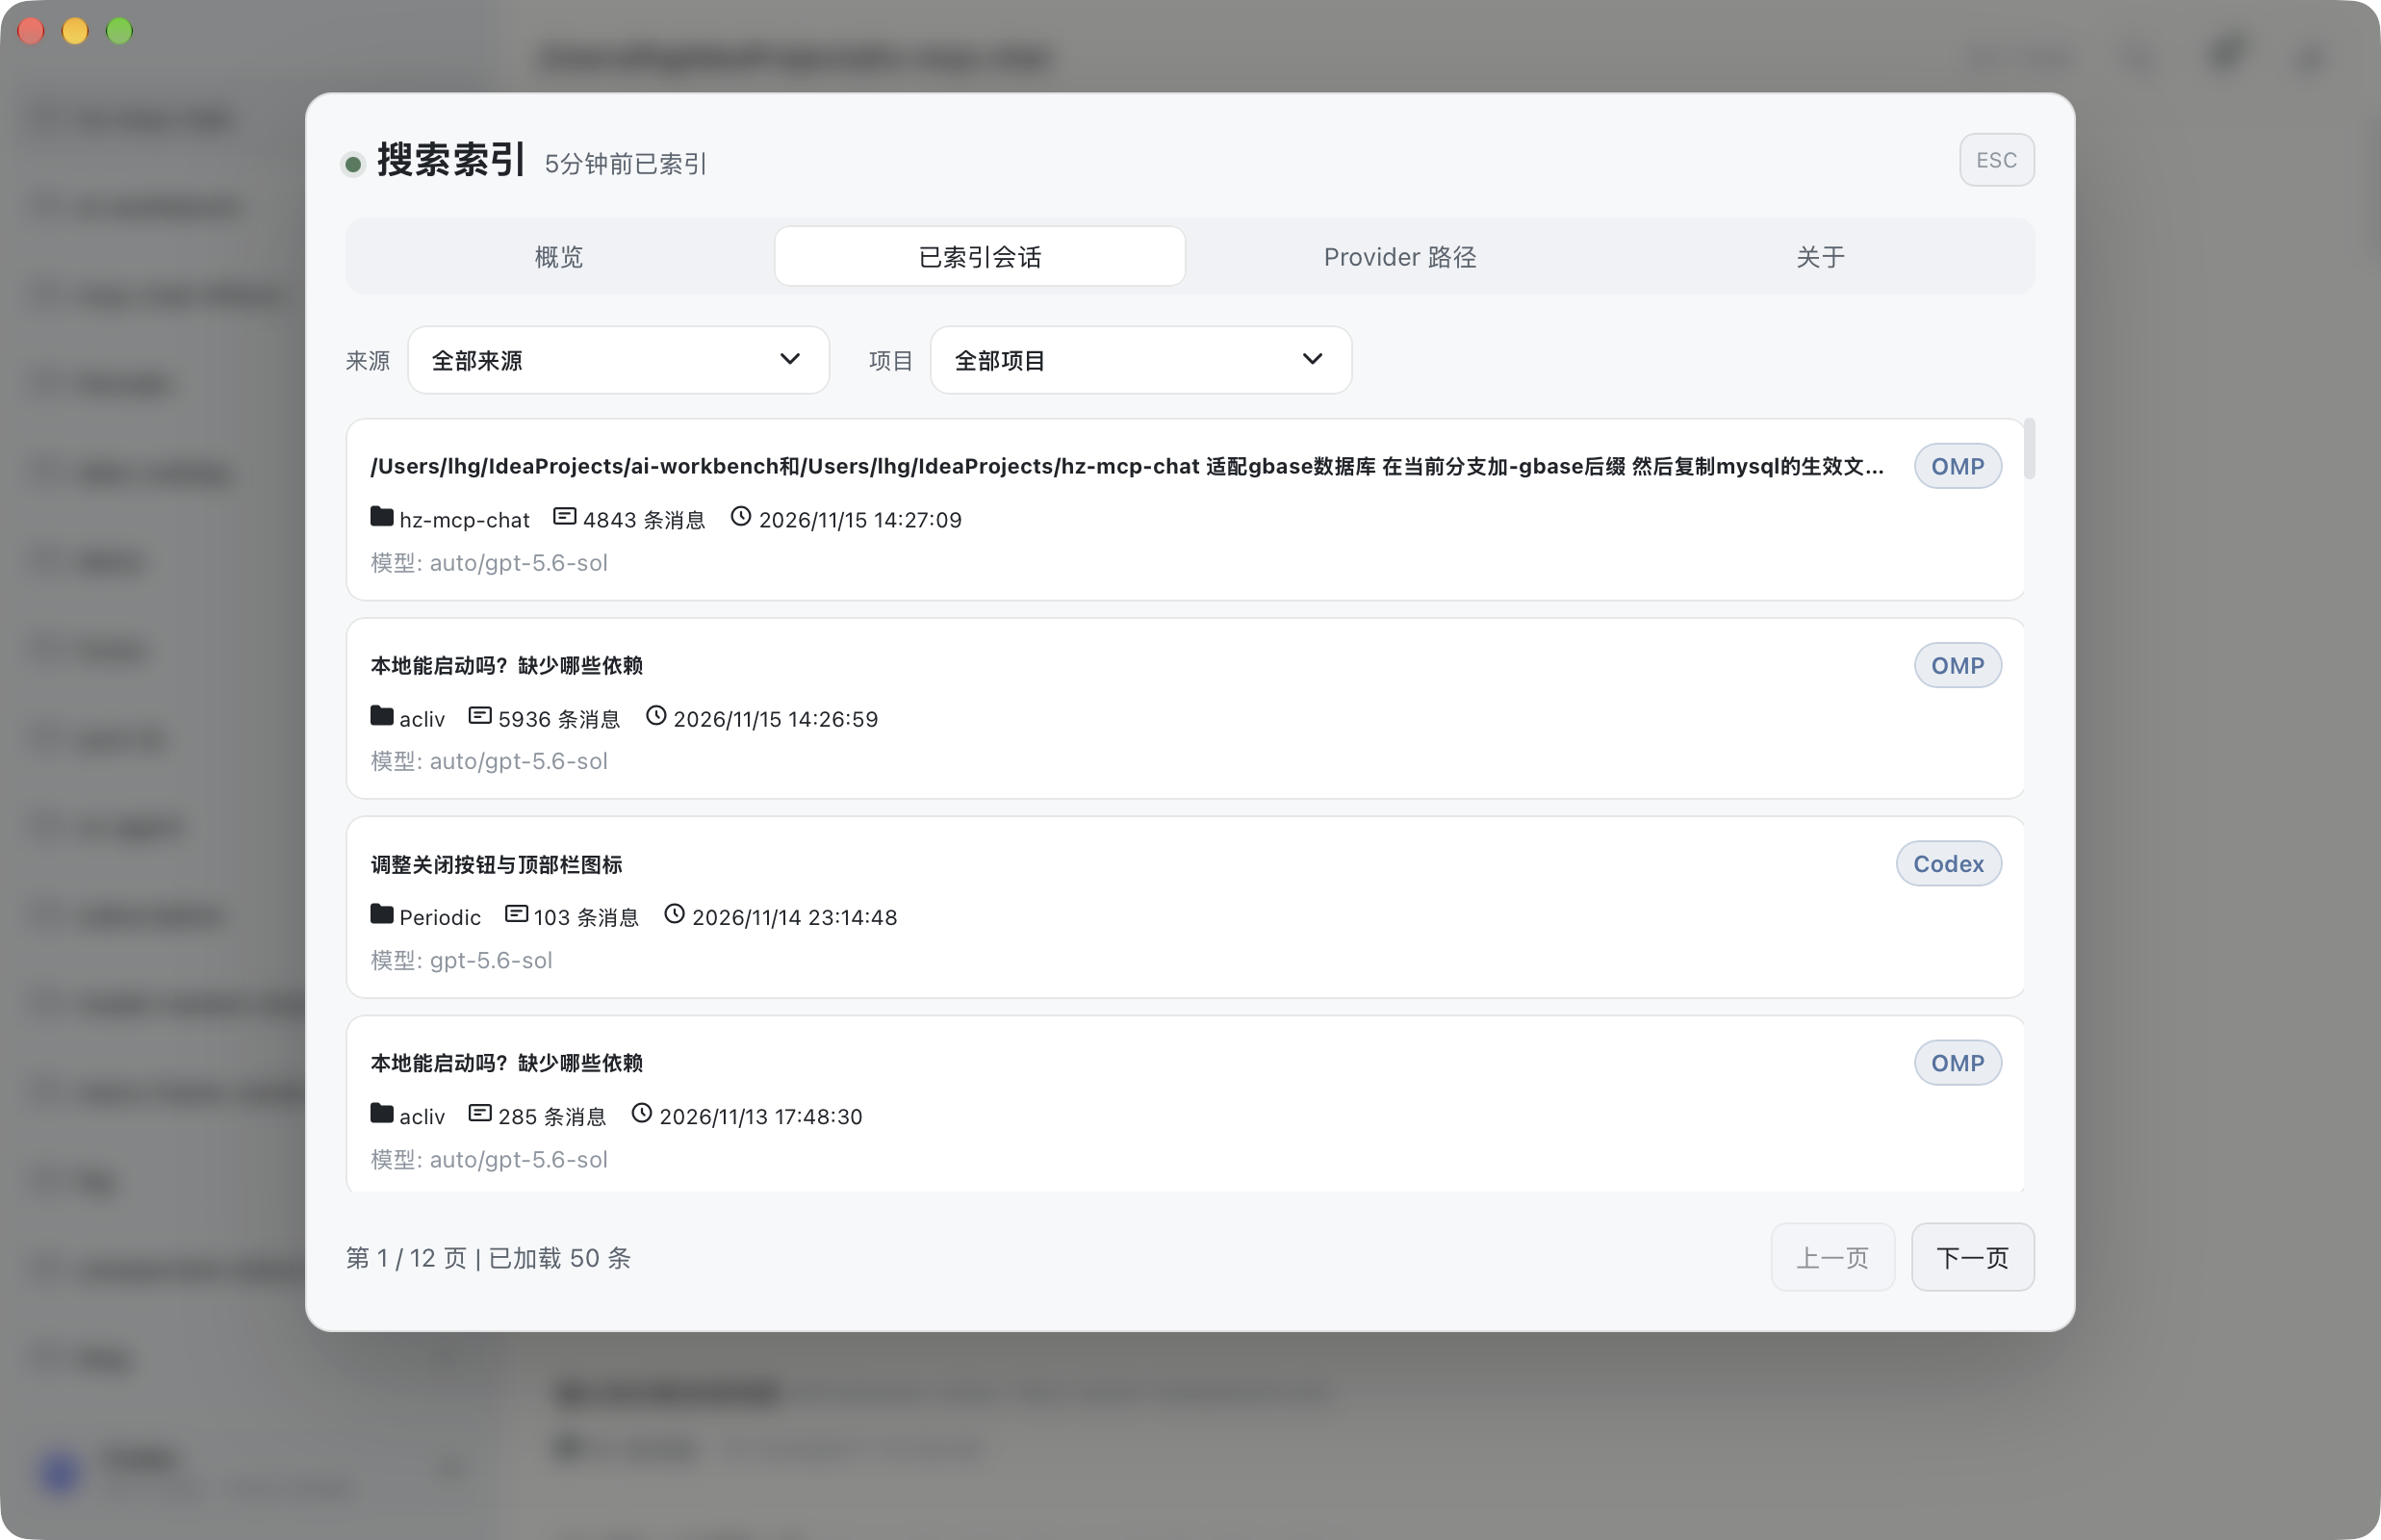 搜索索引 5分钟前已索引 ESC
概览 已索引会话 Provider 路径 关于
来源 全部来源 项目 全部项目
/Users/lhg/IdeaProjects/ai-workbench和/Users/lhg/IdeaProjects/hz-mcp-chat 适配gbase数据库 在当前分支加-gbase后缀 然后复制mysql的生效文... OMP
hz-mcp-chat 4843 条消息 2026/11/15 14:27:09
模型: auto/gpt-5.6-sol
本地能启动吗？缺少哪些依赖 OMP
acliv 5936 条消息 2026/11/15 14:26:59
模型: auto/gpt-5.6-sol
调整关闭按钮与顶部栏图标 Codex
Periodic 103 条消息 2026/11/14 23:14:48
模型: gpt-5.6-sol
本地能启动吗？缺少哪些依赖 OMP
acliv 285 条消息 2026/11/13 17:48:30
模型: auto/gpt-5.6-sol
第 1 / 12 页 | 已加载 50 条 上一页 下一页